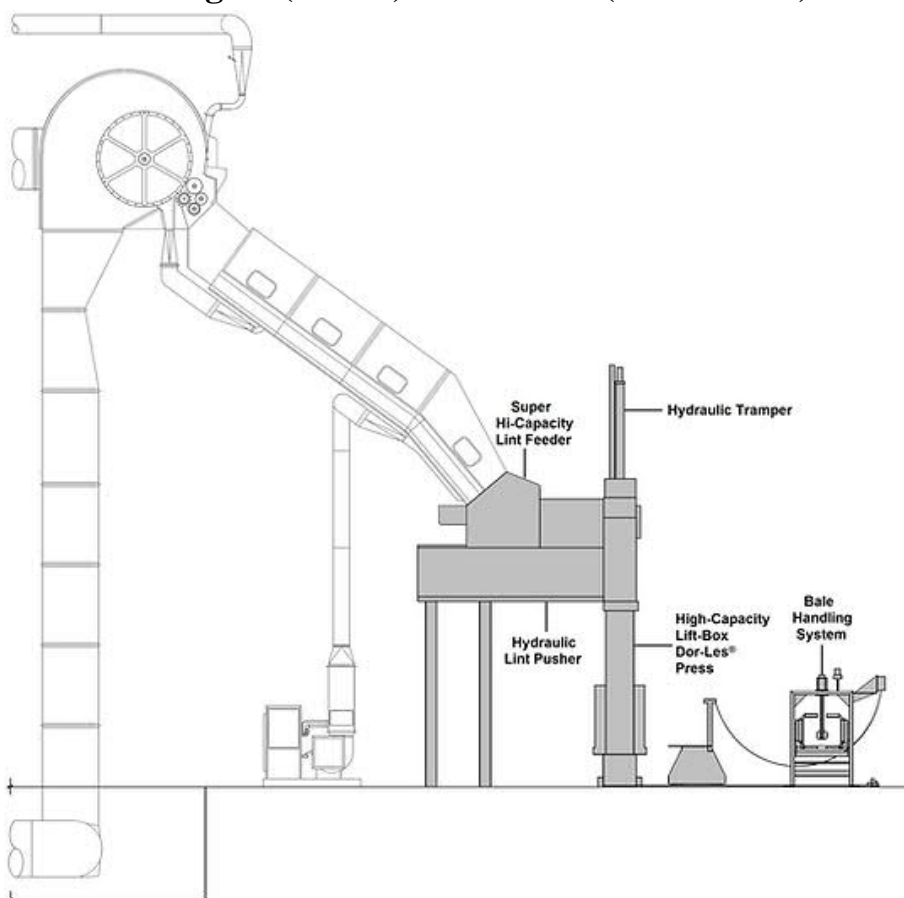 Super
Hi-Capacity
Lint Feeder
Hydraulic Tramper
Hydraulic
Lint Pusher
High-Capacity
Lift-Box
Dor-Les®
Press
Bale
Handling
System